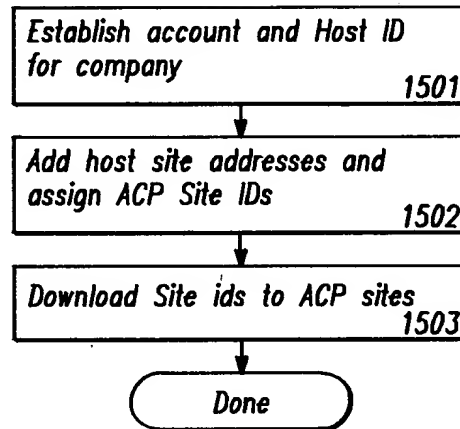 Establish account and Host ID
for company
1501
Add host site addresses and
assign ACP Site IDs
1502
Download Site ids to ACP sites
1503
Done